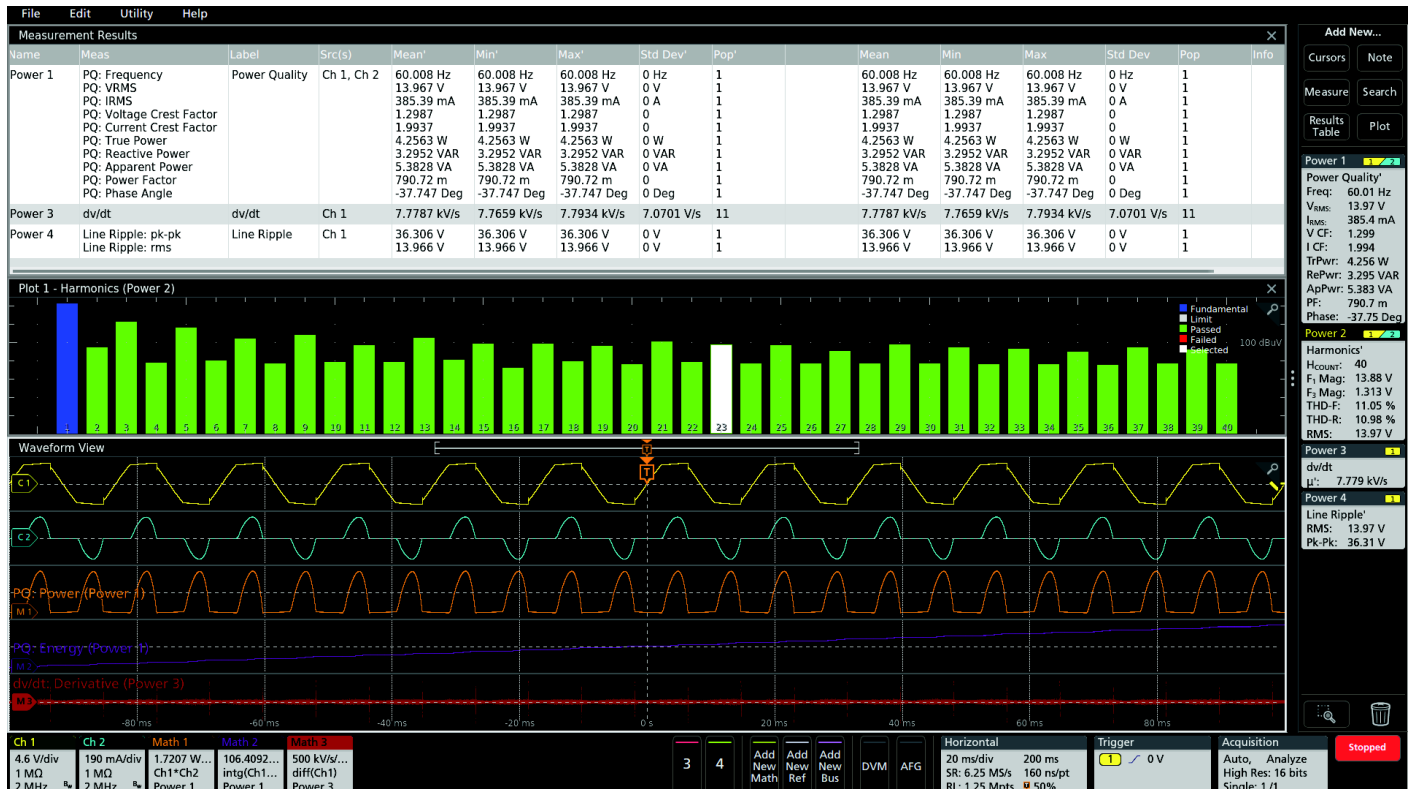 File Edit Utility Help
Measurement Results
Name Meas Label Src(s) Mean' Min' Max' Std Dev' Pop' Mean Min Max Std Dev Pop Info
Power 1 PQ: Frequency Power Quality Ch 1, Ch 2 60.008 Hz 60.008 Hz 60.008 Hz 0 Hz 1 60.008 Hz 60.008 Hz 60.008 Hz 0 Hz 1
PQ: VRMS 13.967 V 13.967 V 13.967 V 0 V 1 13.967 V 13.967 V 13.967 V 0 V 1
PQ: IRMS 385.39 mA 385.39 mA 385.39 mA 0 A 1 385.39 mA 385.39 mA 385.39 mA 0 A 1
PQ: Voltage Crest Factor 1.2987 1.2987 1.2987 0 1 1.2987 1.2987 1.2987 0 1
PQ: Current Crest Factor 1.9937 1.9937 1.9937 0 1 1.9937 1.9937 1.9937 0 1
PQ: True Power 4.2563 W 4.2563 W 4.2563 W 0 W 1 4.2563 W 4.2563 W 4.2563 W 0 W 1
PQ: Reactive Power 3.2952 VAR 3.2952 VAR 3.2952 VAR 0 VAR 1 3.2952 VAR 3.2952 VAR 3.2952 VAR 0 VAR 1
PQ: Apparent Power 5.3828 VA 5.3828 VA 5.3828 VA 0 VA 1 5.3828 VA 5.3828 VA 5.3828 VA 0 VA 1
PQ: Power Factor 790.72 m 790.72 m 790.72 m 0 1 790.72 m 790.72 m 790.72 m 0 1
PQ: Phase Angle -37.747 Deg -37.747 Deg -37.747 Deg 0 Deg 1 -37.747 Deg -37.747 Deg -37.747 Deg 0 Deg 1
Power 3 dv/dt dv/dt Ch 1 7.7787 kV/s 7.7659 kV/s 7.7934 kV/s 7.0701 V/s 11 7.7787 kV/s 7.7659 kV/s 7.7934 kV/s 7.0701 V/s 11
Power 4 Line Ripple: pk-pk Line Ripple Ch 1 36.306 V 36.306 V 36.306 V 0 V 1 36.306 V 36.306 V 36.306 V 0 V 1
Line Ripple: rms 13.966 V 13.966 V 13.966 V 0 V 1 13.966 V 13.966 V 13.966 V 0 V 1
Plot 1 - Harmonics (Power 2)
Fundamental
Limit
Passed
Failed
Selected
100 dBuV
1 2 3 4 5 6 7 8 9 10 11 12 13 14 15 16 17 18 19 20 21 22 23 24 25 26 27 28 29 30 31 32 33 34 35 36 37 38 39 40
Waveform View
T
T
C 1
C 2
PQ: Power (Power 1)
M 1
PQ: Energy (Power 1)
M 2
dv/dt: Derivative (Power 3)
M 3
-80 ms -60 ms -40 ms -20 ms 0 s 20 ms 40 ms 60 ms 80 ms
Add New...
Cursors Note
Measure Search
Results Table Plot
Power 1 1 / 2
Power Quality'
Freq: 60.01 Hz
VRMS: 13.97 V
IRMS: 385.4 mA
V CF: 1.299
I CF: 1.994
TrPwr: 4.256 W
RePwr: 3.295 VAR
ApPwr: 5.383 VA
PF: 790.7 m
Phase: -37.75 Deg
Power 2 1 / 2
Harmonics'
HCOUNT: 40
F1 Mag: 13.88 V
F3 Mag: 1.313 V
THD-F: 11.05 %
THD-R: 10.98 %
RMS: 13.97 V
Power 3 1
dv/dt
µ': 7.779 kV/s
Power 4 1
Line Ripple'
RMS: 13.97 V
Pk-Pk: 36.31 V
Ch 1
4.6 V/div
1 MΩ
2 MHz Bw
Ch 2
190 mA/div
1 MΩ
2 MHz Bw
Math 1
1.7207 W...
Ch1*Ch2
Power 1
Math 2
106.4092...
intg(Ch1...
Power 1
Math 3
500 kV/s/...
diff(Ch1)
Power 3
3
4
Add New Math
Add New Ref
Add New Bus
DVM
AFG
Horizontal
20 ms/div 200 ms
SR: 6.25 MS/s 160 ns/pt
RL: 1.25 Mpts 50%
Trigger
1 0 V
Acquisition
Auto, Analyze
High Res: 16 bits
Single: 1 /1
Stopped